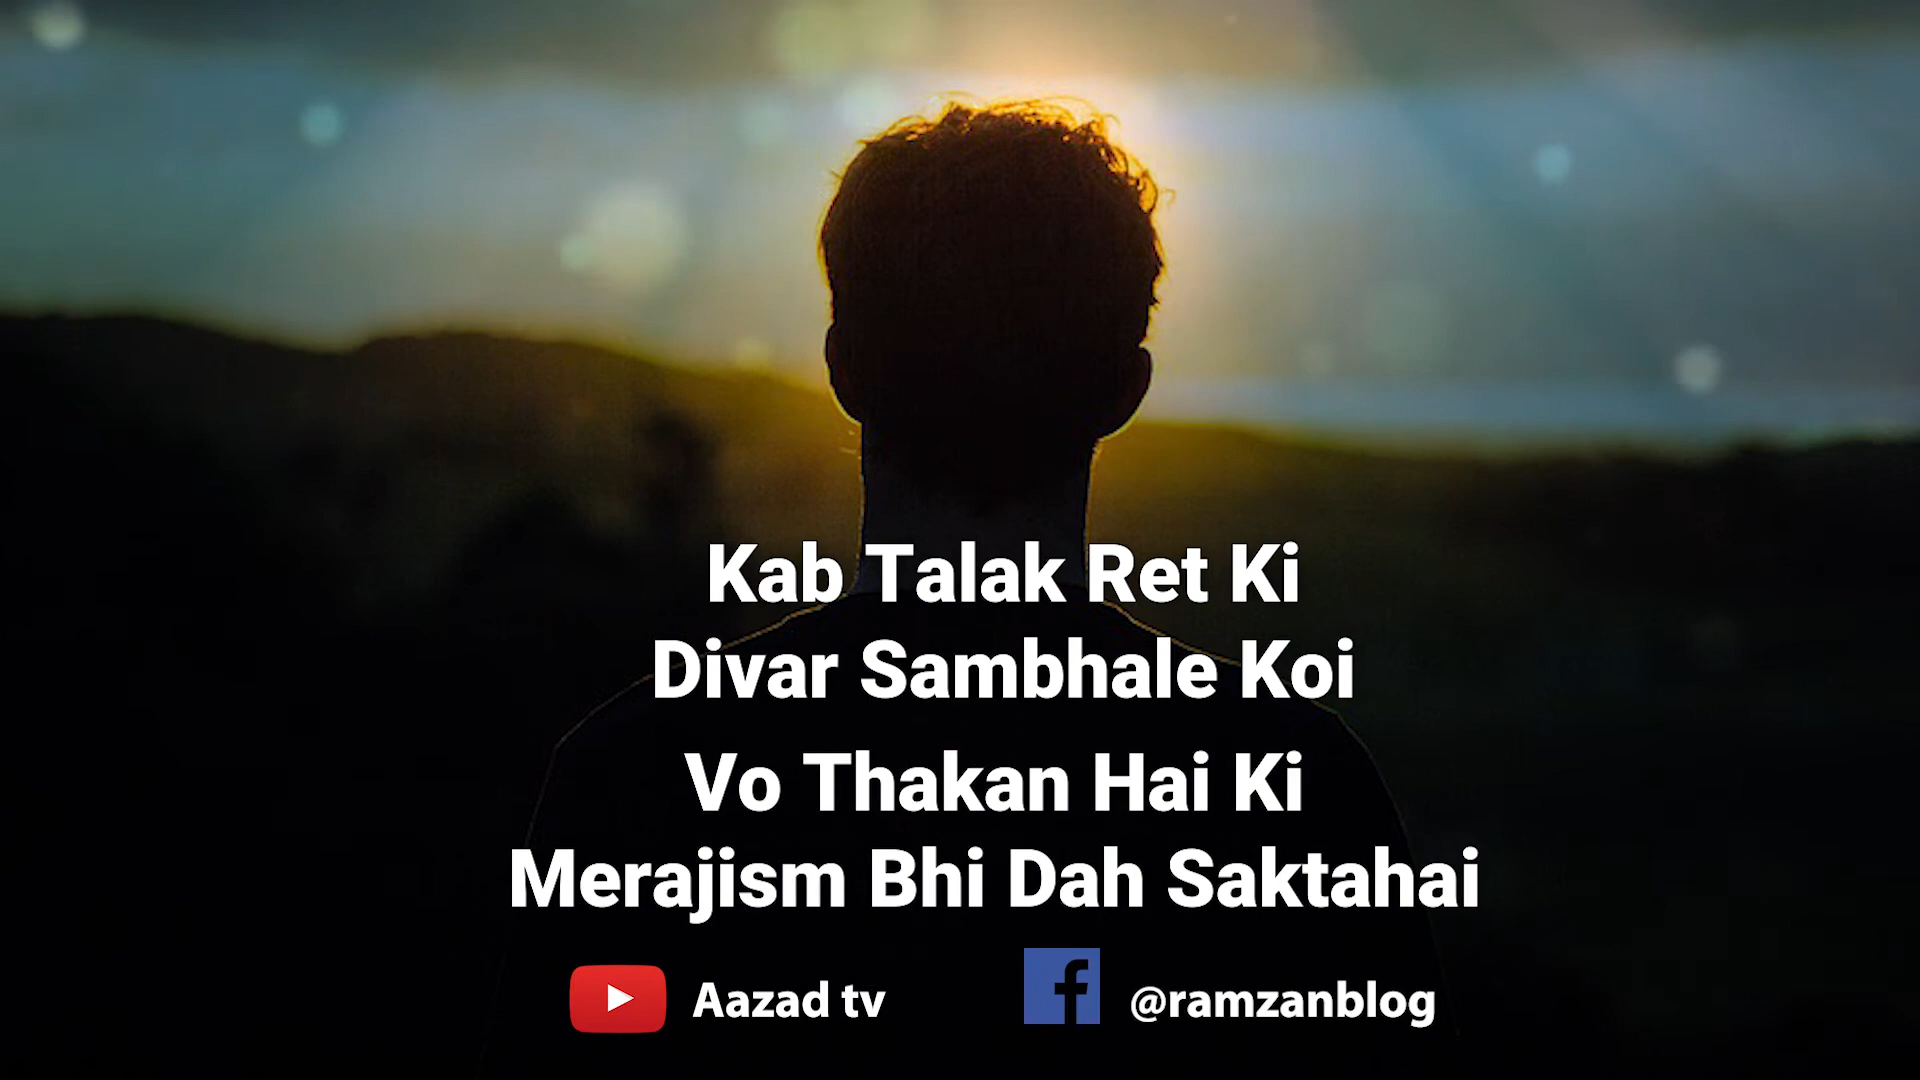 Kab Talak Ret Ki
Divar Sambhale Koi
Vo Thakan Hai Ki
Merajism Bhi Dah Saktahai
Aazad tv
@ramzanblog